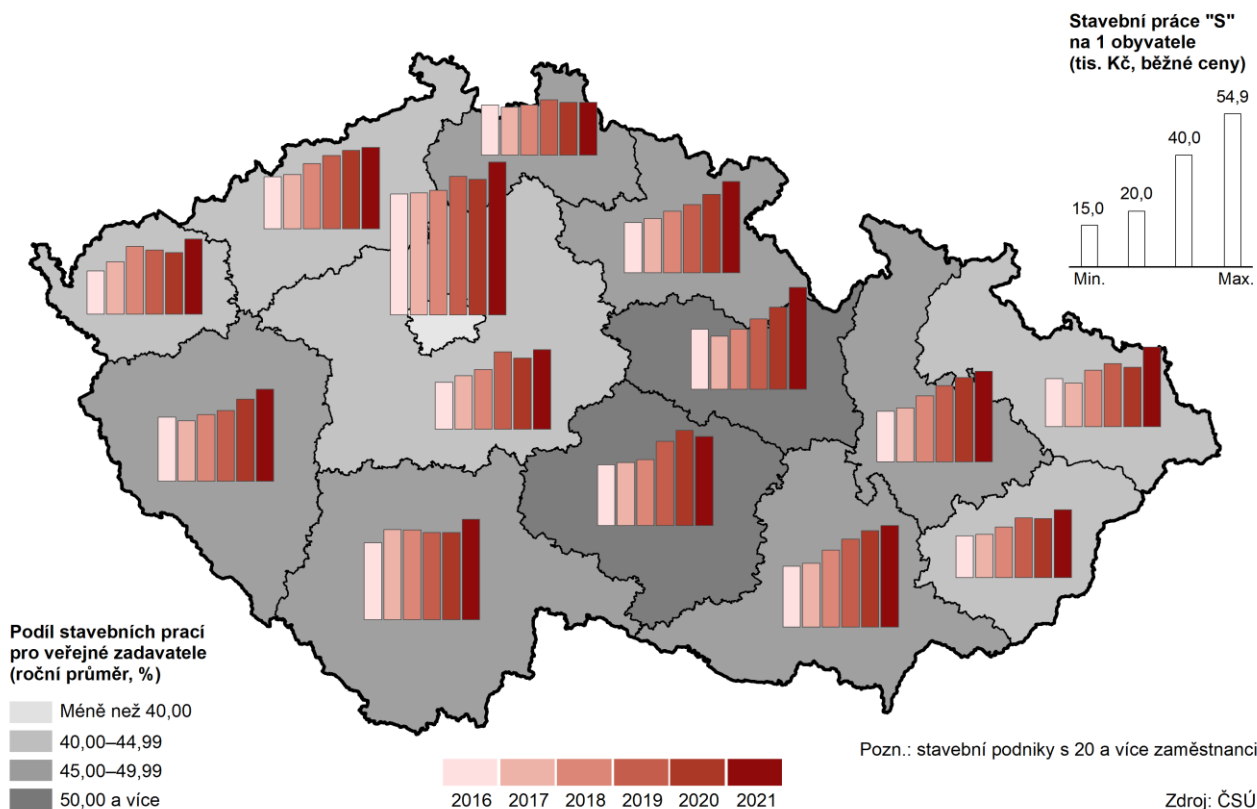 Stavební práce "S"
na 1 obyvatele
(tis. Kč, běžné ceny)
54,9
40,0
20,0
15,0
Min.
Max.
Podíl stavebních prací
pro veřejné zadavatele
(roční průměr, %)
Méně než 40,00
40,00–44,99
45,00–49,99
50,00 a více
2016 2017 2018 2019 2020 2021
Pozn.: stavební podniky s 20 a více zaměstnanci
Zdroj: ČSÚ